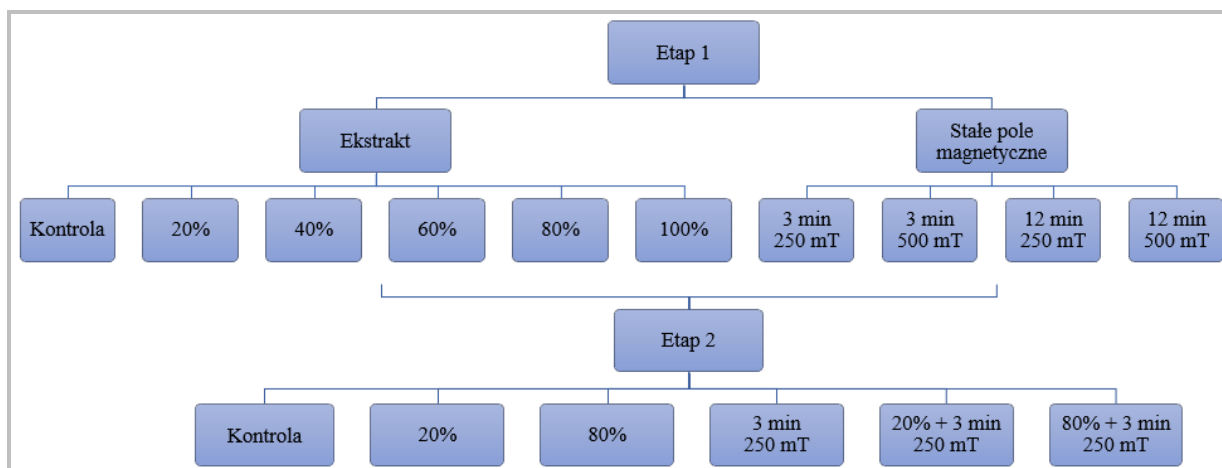 Etap 1
Ekstrakt
Stałe pole
magnetyczne
Kontrola
20%
40%
60%
80%
100%
3 min
250 mT
3 min
500 mT
12 min
250 mT
12 min
500 mT
Etap 2
Kontrola
20%
80%
3 min
250 mT
20% + 3 min
250 mT
80% + 3 min
250 mT